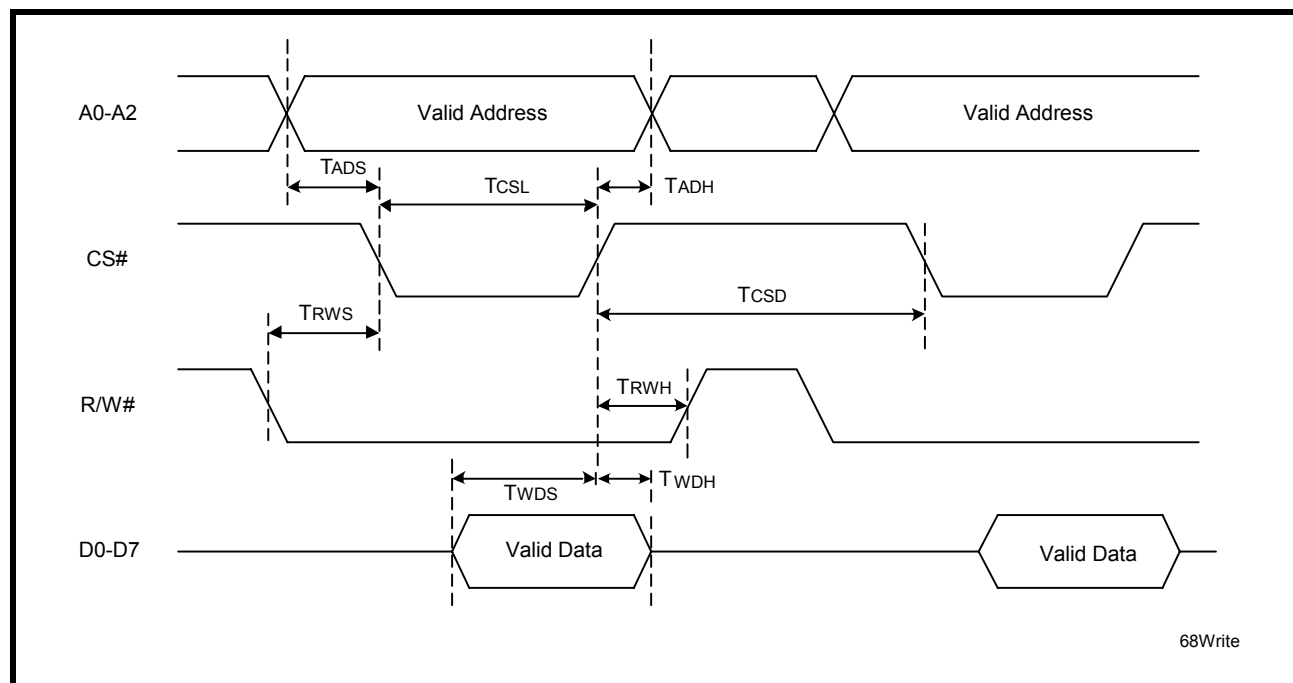 A0-A2
Valid Address
Valid Address
TADS
TCSL
TADH
CS#
TRWS
TCSD
R/W#
TRWH
TWDS
TWDH
D0-D7
Valid Data
Valid Data
68Write